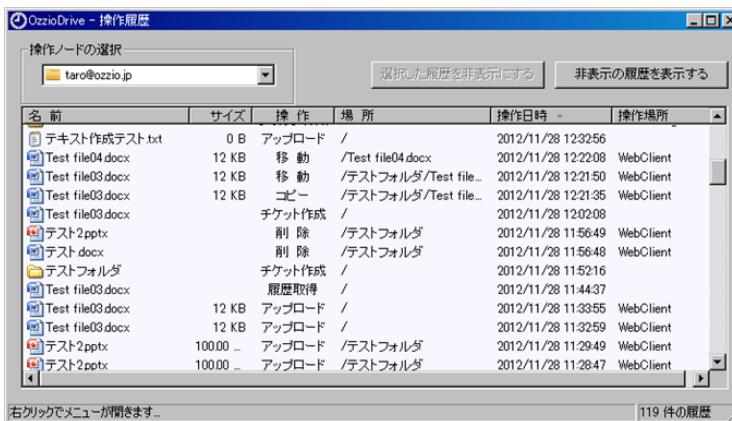 OzzioDrive - 操作履歴
操作ノードの選択
taro@ozzio.jp
選択した履歴を非表示にする 非表示の履歴を表示する
名 前 サイズ 操 作 場 所 操作日時 操作場所
テキスト作成テスト.txt 0 B アップロード / 2012/11/28 12:32:56
Test file04.docx 12 KB 移 動 /Test file04.docx 2012/11/28 12:22:08 WebClient
Test file03.docx 12 KB 移 動 /テストフォルダ/Test file... 2012/11/28 12:21:50 WebClient
Test file03.docx 12 KB コピー /テストフォルダ/Test file... 2012/11/28 12:21:35 WebClient
Test file03.docx チケット作成 / 2012/11/28 12:02:08
テスト2.pptx 削 除 /テストフォルダ 2012/11/28 11:56:49 WebClient
テスト.docx 削 除 /テストフォルダ 2012/11/28 11:56:48 WebClient
テストフォルダ チケット作成 / 2012/11/28 11:52:16
Test file03.docx 履歴取得 / 2012/11/28 11:44:37
Test file03.docx 12 KB アップロード / 2012/11/28 11:33:55 WebClient
Test file03.docx 12 KB アップロード / 2012/11/28 11:32:59 WebClient
テスト2.pptx 100.00 ... アップロード /テストフォルダ 2012/11/28 11:29:49 WebClient
テスト2.pptx 100.00 ... アップロード /テストフォルダ 2012/11/28 11:28:47 WebClient
右クリックでメニューが開きます... 119 件の履歴